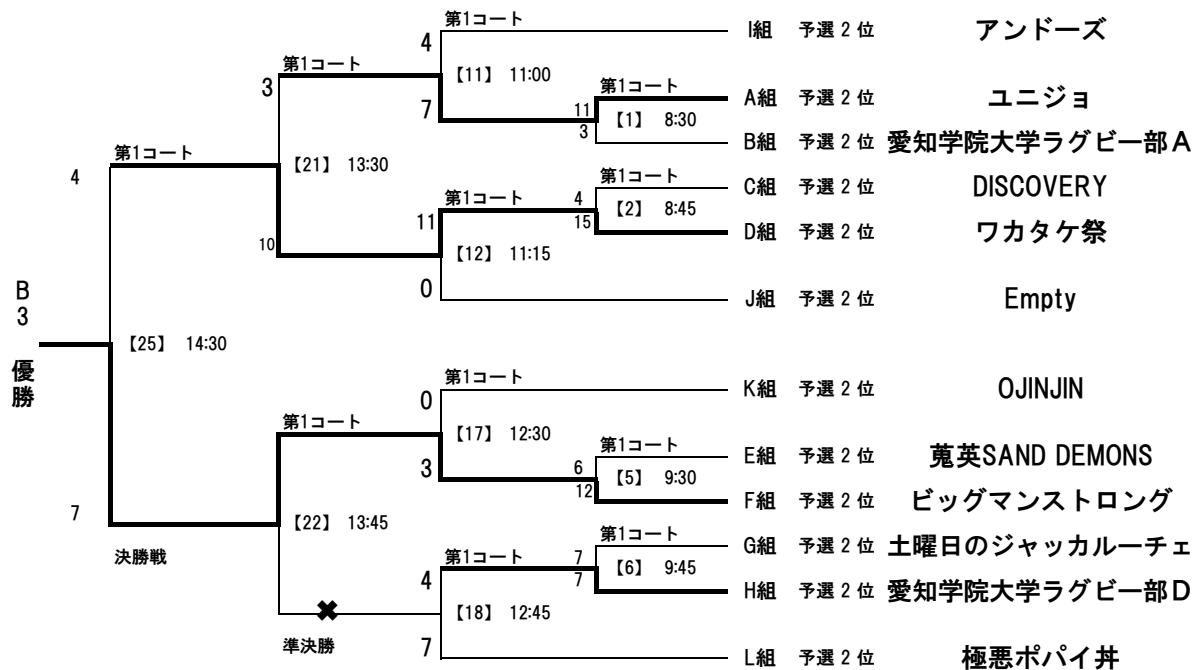 第1コート
4
I組 予選 2 位 アンドーズ
第1コート
3
【11】 11:00
第1コート
7
11
A組 予選 2 位 ユニジョ
【1】 8:30
3
B組 予選 2 位 愛知学院大学ラグビー部A
第1コート
4
【21】 13:30
第1コート
4
C組 予選 2 位 DISCOVERY
第1コート
11
【2】 8:45
15
D組 予選 2 位 ワカタケ祭
10
【12】 11:15
0
J組 予選 2 位 Empty
B3 優勝
【25】 14:30
第1コート
0
K組 予選 2 位 OJINJIN
第1コート
【17】 12:30
第1コート
3
6
E組 予選 2 位 蒐英SAND DEMONS
【5】 9:30
12
F組 予選 2 位 ビッグマンストロング
7
【22】 13:45
第1コート
7
G組 予選 2 位 土曜日のジャッカルーチェ
決勝戦
第1コート
4
【6】 9:45
7
H組 予選 2 位 愛知学院大学ラグビー部D
✖
【18】 12:45
準決勝
7
L組 予選 2 位 極悪ポパイ丼